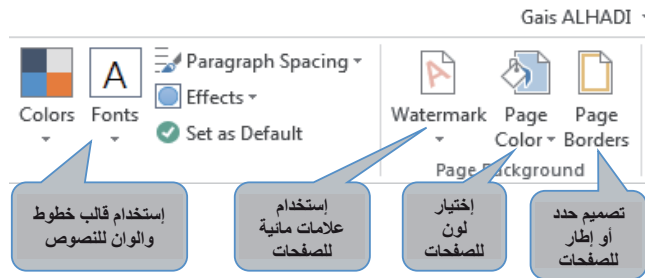 Gais ALHADI
Paragraph Spacing
Effects
Set as Default
Colors
Fonts
Watermark
Page
Color
Page
Borders
Page Background
إستخدام قالب خطوط
والوان للنصوص
إستخدام
علامات مائية
للصفحات
إختيار
لون
للصفحات
تصميم حدد
أو إطار
للصفحات